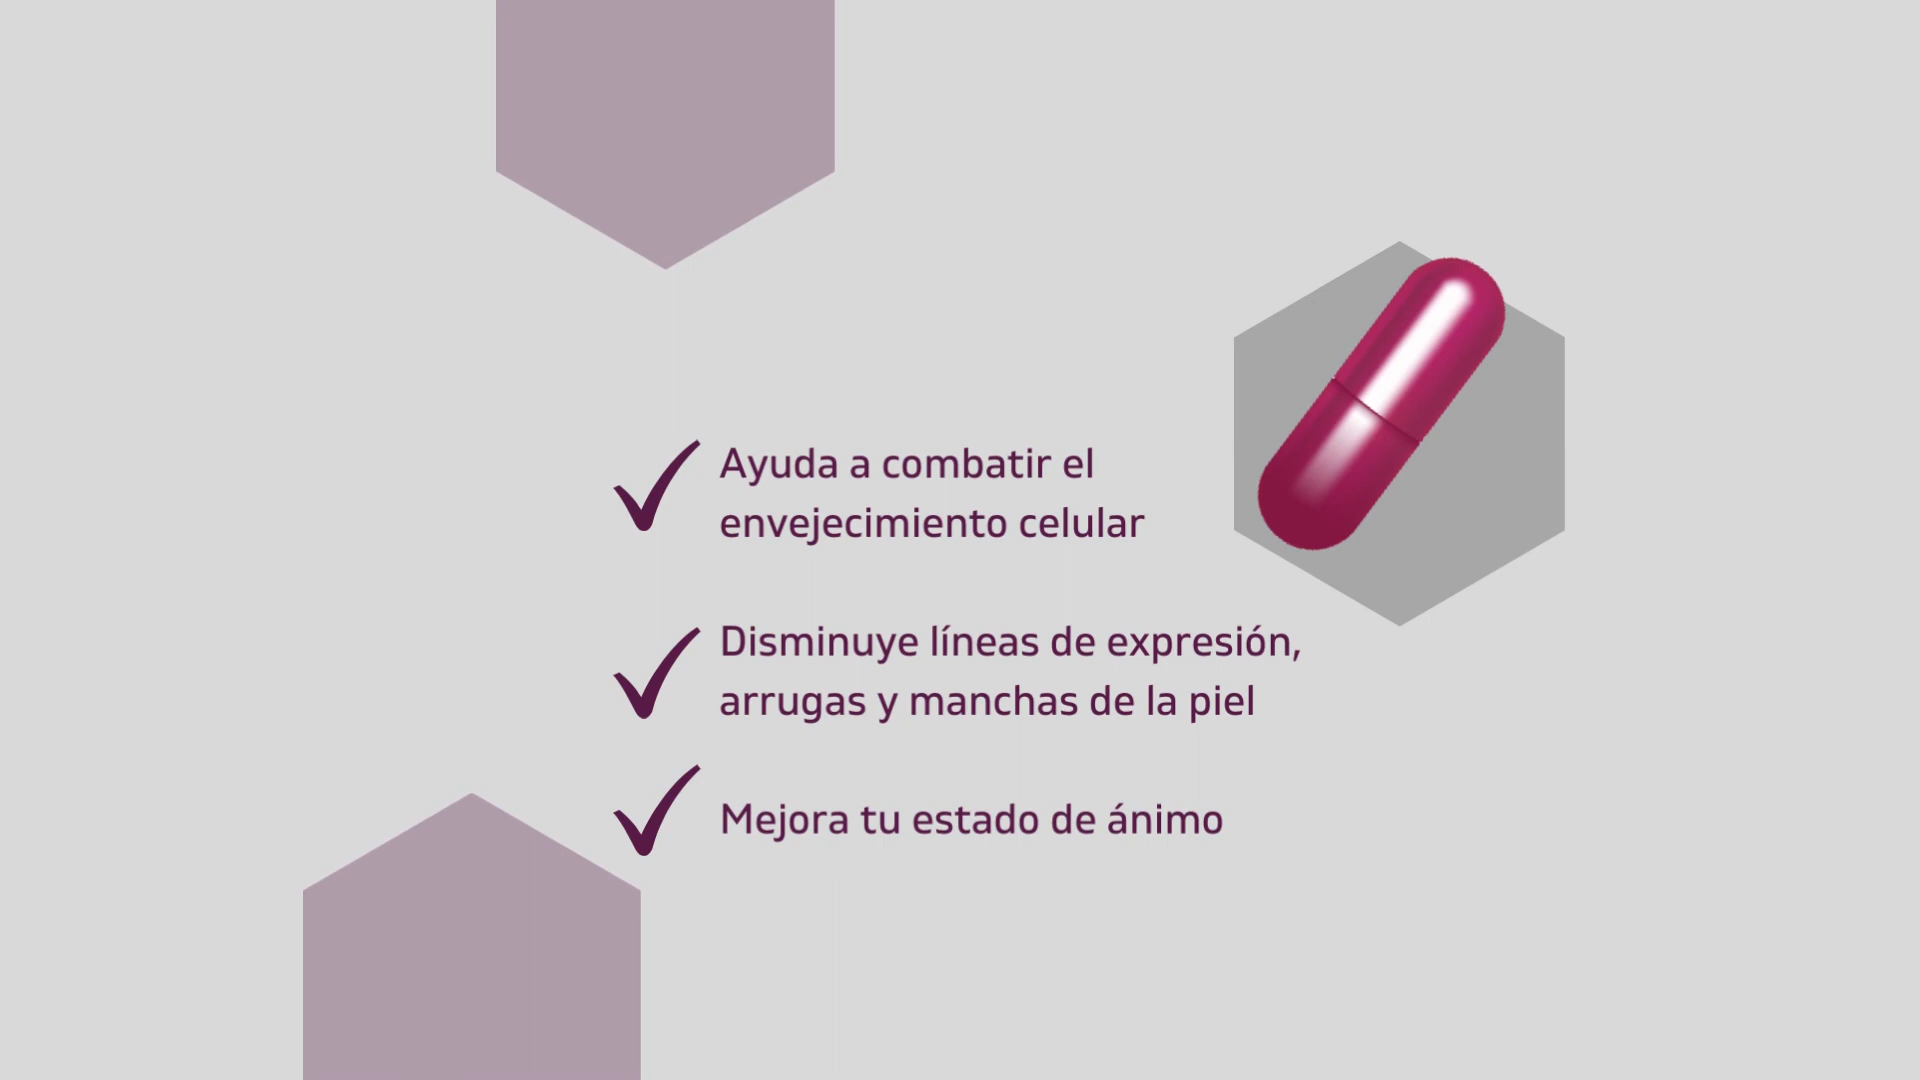 Ayuda a combatir el
envejecimiento celular
Disminuye líneas de expresión,
arrugas y manchas de la piel
Mejora tu estado de ánimo